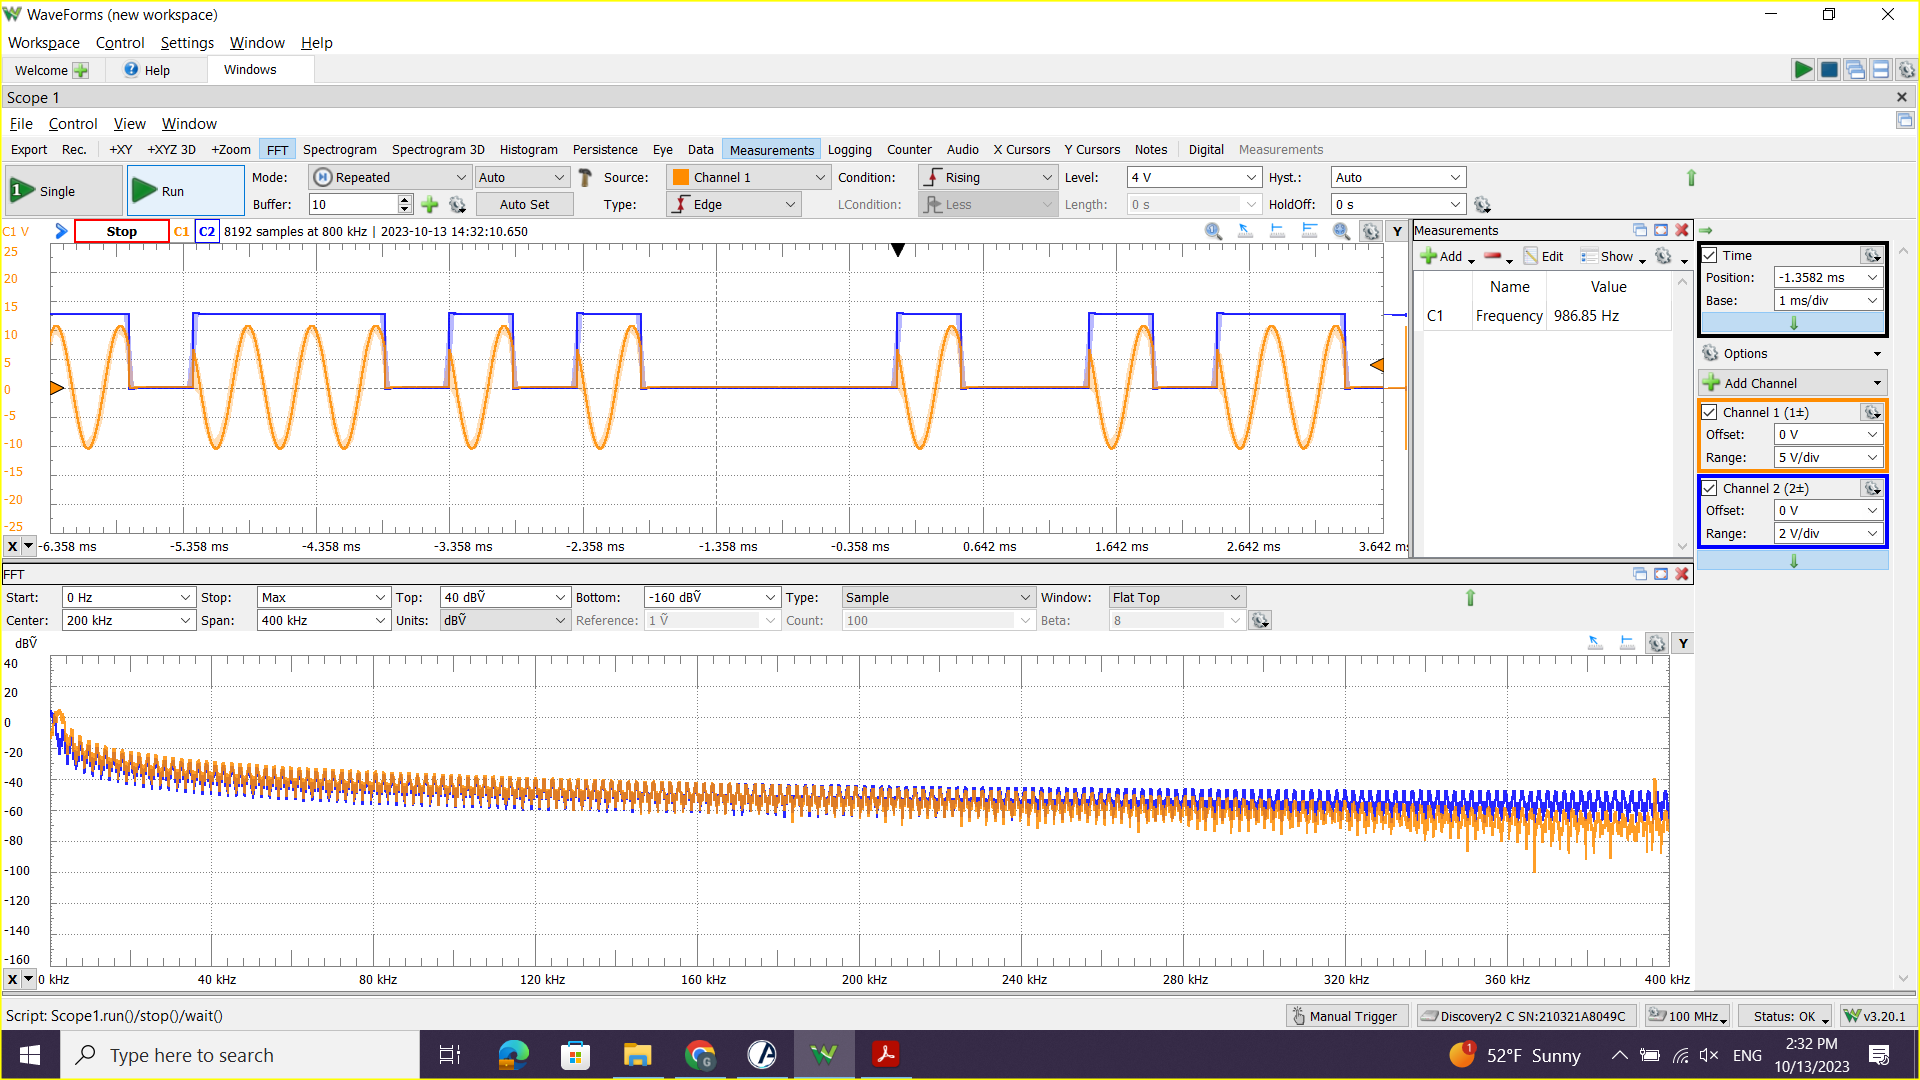 WaveForms (new workspace)
Workspace Control Settings Window Help
Welcome Help Windows
Scope 1
File Control View Window
Export Rec. +XY +XYZ 3D +Zoom FFT Spectrogram Spectrogram 3D Histogram Persistence Eye Data Measurements Logging Counter Audio X Cursors Y Cursors Notes Digital Measurements
1 Single Run Mode: Repeated Auto Source: Channel 1 Condition: Rising Level: 4 V Hyst.: Auto
Buffer: 10 Auto Set Type: Edge LCondition: Less Length: 0 s HoldOff: 0 s
C1 V Stop C1 C2 8192 samples at 800 kHz | 2023-10-13 14:32:10.650 Y
25
20
15
10
5
0
-5
-10
-15
-20
-25
X -6.358 ms -5.358 ms -4.358 ms -3.358 ms -2.358 ms -1.358 ms -0.358 ms 0.642 ms 1.642 ms 2.642 ms 3.642 ms
Measurements
Add Edit Show
Name Value
C1 Frequency 986.85 Hz
Time
Position: -1.3582 ms
Base: 1 ms/div
Options
Add Channel
Channel 1 (1±)
Offset: 0 V
Range: 5 V/div
Channel 2 (2±)
Offset: 0 V
Range: 2 V/div
FFT
Start: 0 Hz Stop: Max Top: 40 dBṼ Bottom: -160 dBṼ Type: Sample Window: Flat Top
Center: 200 kHz Span: 400 kHz Units: dBṼ Reference: 1 Ṽ Count: 100 Beta: 8
dBṼ Y
40
20
0
-20
-40
-60
-80
-100
-120
-140
-160
X 0 kHz 40 kHz 80 kHz 120 kHz 160 kHz 200 kHz 240 kHz 280 kHz 320 kHz 360 kHz 400 kHz
Script: Scope1.run()/stop()/wait() Manual Trigger Discovery2 C SN:210321A8049C 100 MHz Status: OK v3.20.1
Type here to search G 1 52°F Sunny ENG 2:32 PM
10/13/2023